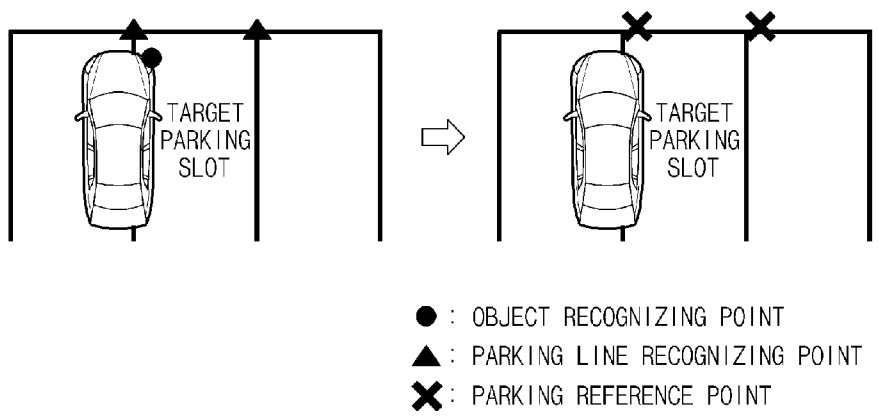 TARGET
PARKING
SLOT
TARGET
PARKING
SLOT
: OBJECT RECOGNIZING POINT
: PARKING LINE RECOGNIZING POINT
: PARKING REFERENCE POINT